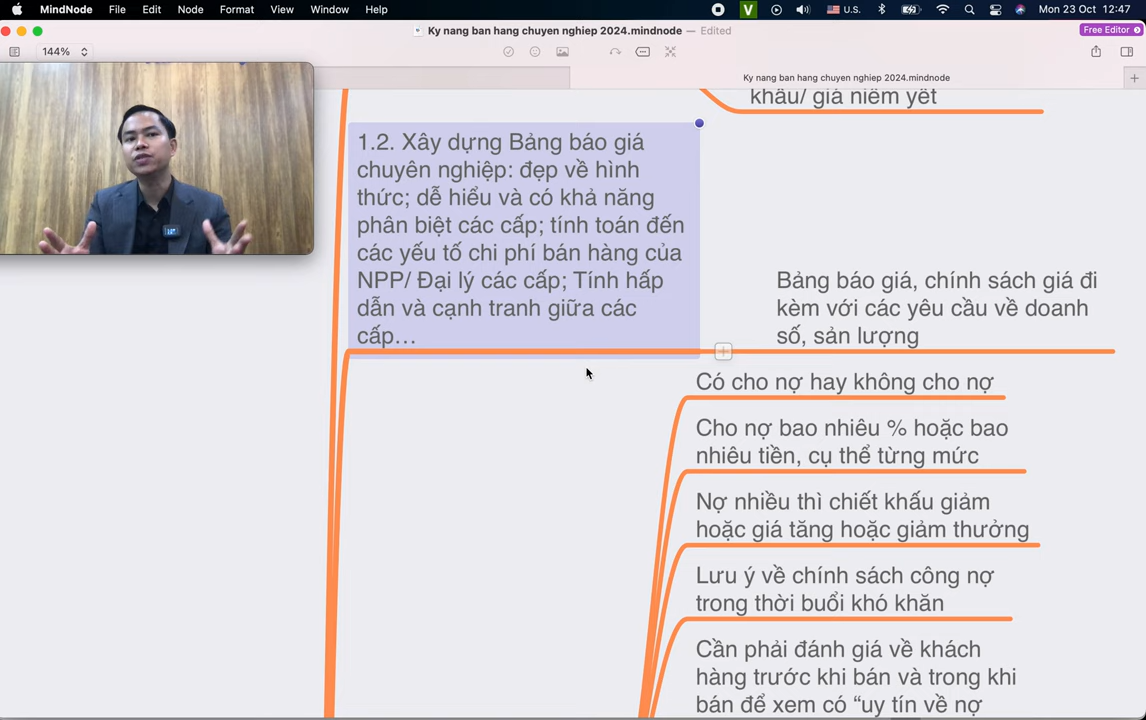 MindNode File Edit Node Format View Window Help
V
U.S.
Mon 23 Oct 12:47
Ky nang ban hang chuyen nghiep 2024.mindnode — Edited
Free Editor
144%
Ky nang ban hang chuyen nghiep 2024.mindnode
khấu/ giá niêm yết
1.2. Xây dựng Bảng báo giá
chuyên nghiệp: đẹp về hình
thức; dễ hiểu và có khả năng
phân biệt các cấp; tính toán đến
các yếu tố chi phí bán hàng của
NPP/ Đại lý các cấp; Tính hấp
dẫn và cạnh tranh giữa các
cấp…
Bảng báo giá, chính sách giá đi
kèm với các yêu cầu về doanh
số, sản lượng
Có cho nợ hay không cho nợ
Cho nợ bao nhiêu % hoặc bao
nhiêu tiền, cụ thể từng mức
Nợ nhiều thì chiết khấu giảm
hoặc giá tăng hoặc giảm thưởng
Lưu ý về chính sách công nợ
trong thời buổi khó khăn
Cần phải đánh giá về khách
hàng trước khi bán và trong khi
bán để xem có “uy tín về nợ